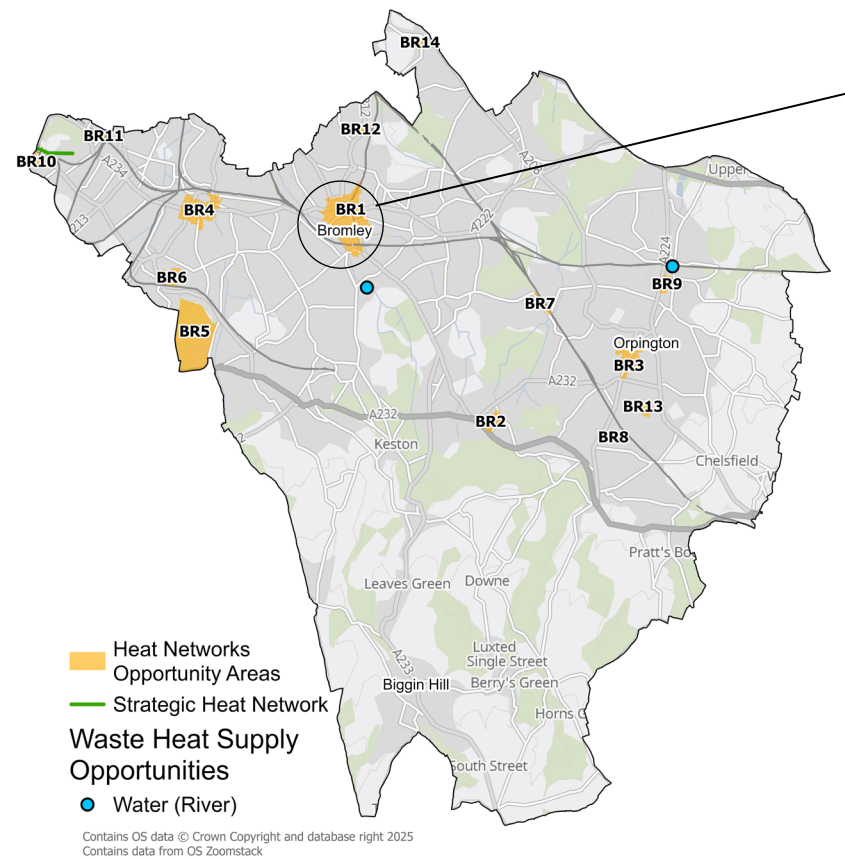 BR14
BR12
BR11
BR10
A234
213
BR4
BR1
Bromley
A222
A208
Upper
A224
BR6
BR9
BR7
BR5
Orpington
BR3
A232
BR13
A232
BR2
BR8
Keston
Chelsfield
Pratt's Bo
Leaves Green
Downe
A233
Luxted
Single Street
Biggin Hill
Berry's Green
Horns G
South Street
Heat Networks
Opportunity Areas
Strategic Heat Network
Waste Heat Supply
Opportunities
Water (River)
Contains OS data © Crown Copyright and database right 2025
Contains data from OS Zoomstack